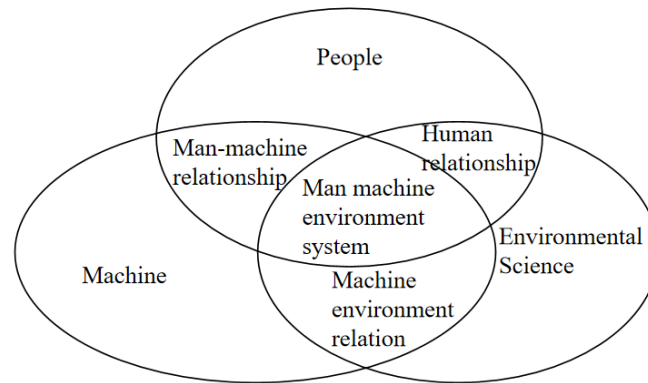 People
Human
relationship
Man-machine
relationship
Man machine
environment
system
Environmental
Science
Machine
Machine
environment
relation